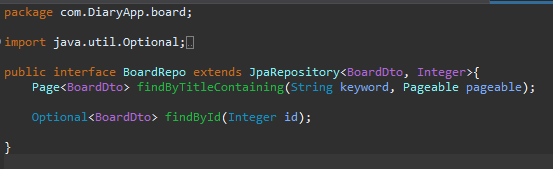 package com.DiaryApp.board;
import java.util.Optional;
public interface BoardRepo extends JpaRepository<BoardDto, Integer>{
Page<BoardDto> findByTitleContaining(String keyword, Pageable pageable);
Optional<BoardDto> findById(Integer id);
}